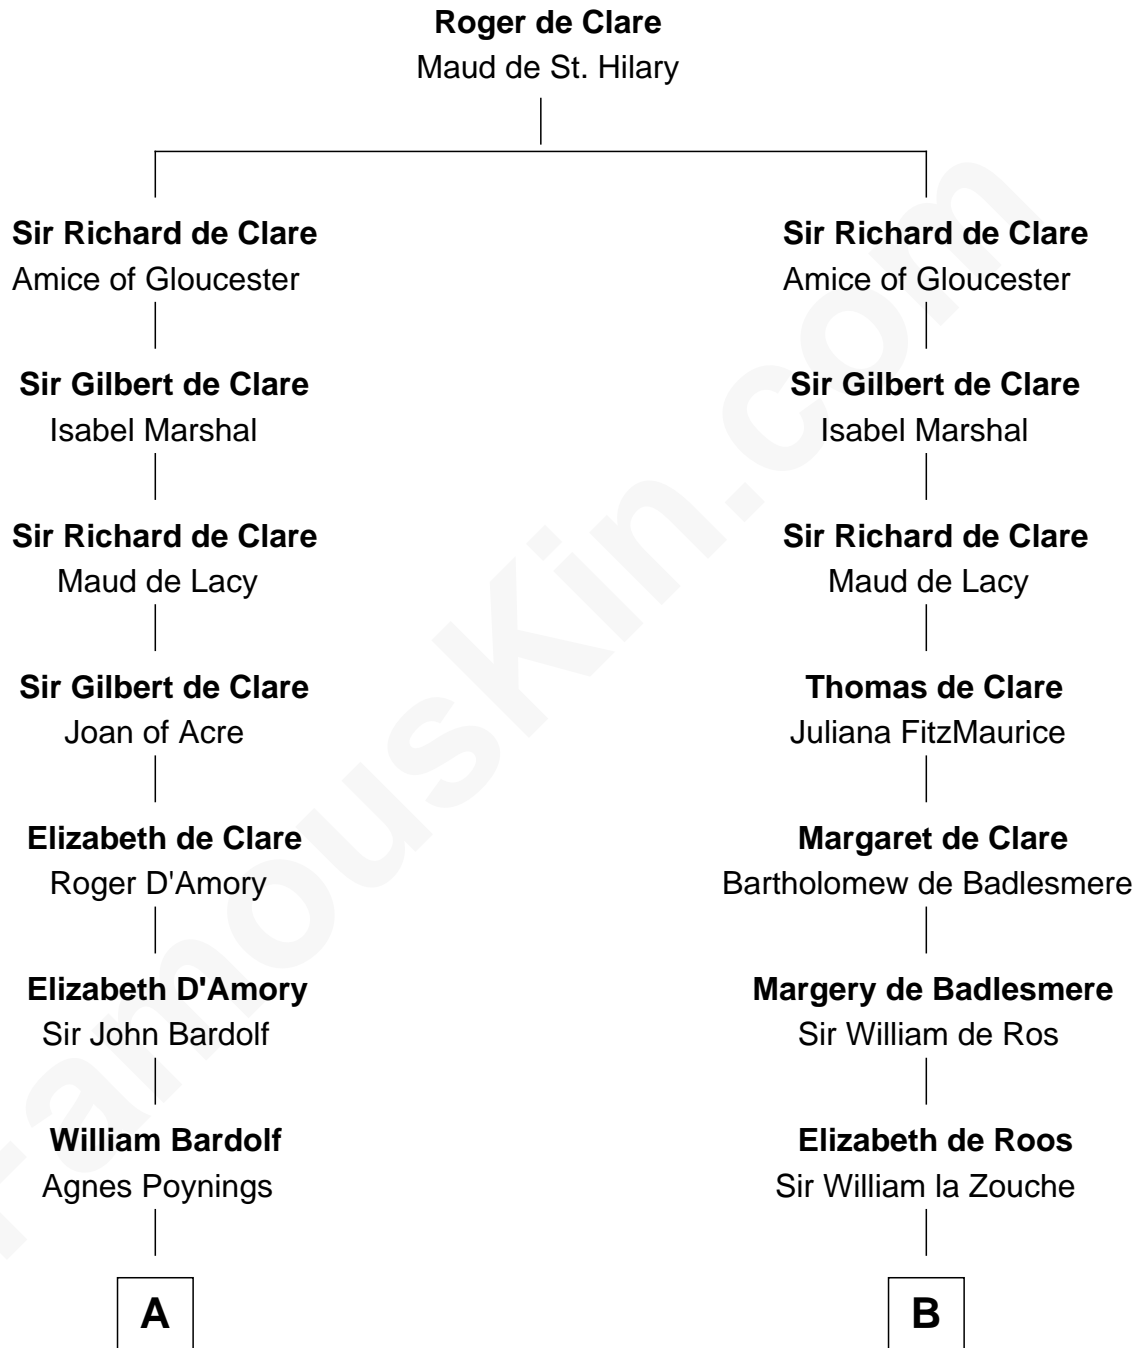 Roger de Clare
Maud de St. Hilary
Sir Richard de Clare
Amice of Gloucester
Sir Richard de Clare
Amice of Gloucester
Sir Gilbert de Clare
Isabel Marshal
Sir Gilbert de Clare
Isabel Marshal
Sir Richard de Clare
Maud de Lacy
Sir Richard de Clare
Maud de Lacy
Sir Gilbert de Clare
Joan of Acre
Thomas de Clare
Juliana FitzMaurice
Elizabeth de Clare
Roger D'Amory
Margaret de Clare
Bartholomew de Badlesmere
Elizabeth D'Amory
Sir John Bardolf
Margery de Badlesmere
Sir William de Ros
William Bardolf
Agnes Poynings
Elizabeth de Roos
Sir William la Zouche
A
B
FamousKin.com